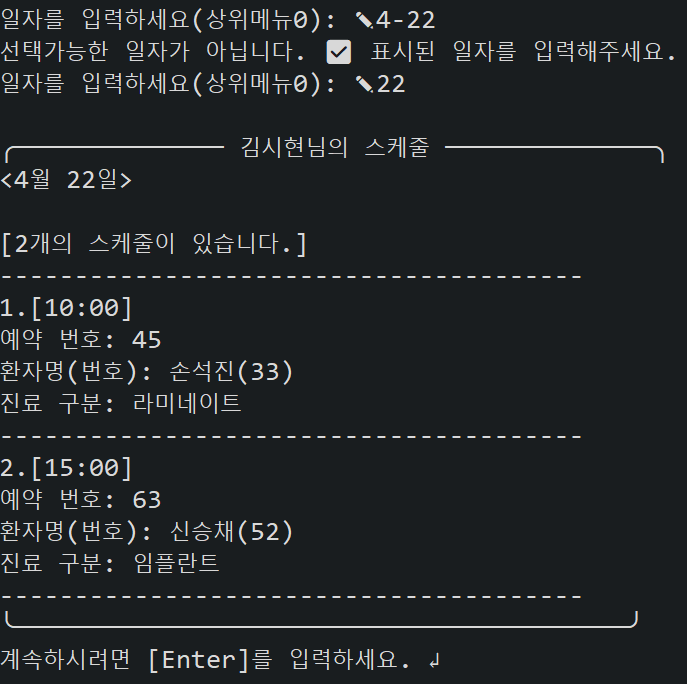 일자를 입력하세요(상위메뉴0): ✎4-22
선택가능한 일자가 아닙니다. ✅ 표시된 일자를 입력해주세요.
일자를 입력하세요(상위메뉴0): ✎22
╭────────── 김시현님의 스케줄 ──────────╮
<4월 22일>
[2개의 스케줄이 있습니다.]
---------------------------------------
1.[10:00]
예약 번호: 45
환자명(번호): 손석진(33)
진료 구분: 라미네이트
---------------------------------------
2.[15:00]
예약 번호: 63
환자명(번호): 신승채(52)
진료 구분: 임플란트
---------------------------------------
계속하시려면 [Enter]를 입력하세요. ↲